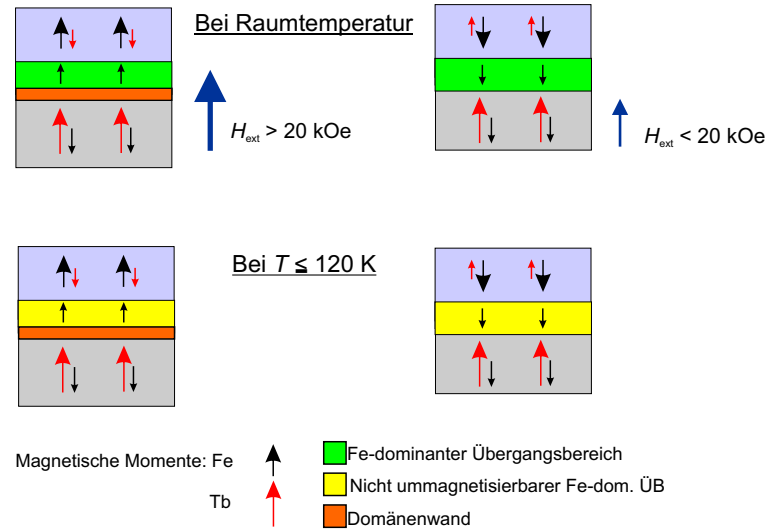 Bei Raumtemperatur
H_ext > 20 kOe
H_ext < 20 kOe
Bei T ≤ 120 K
Magnetische Momente: Fe
Tb
Fe-dominanter Übergangsbereich
Nicht ummagnetisierbarer Fe-dom. ÜB
Domänenwand